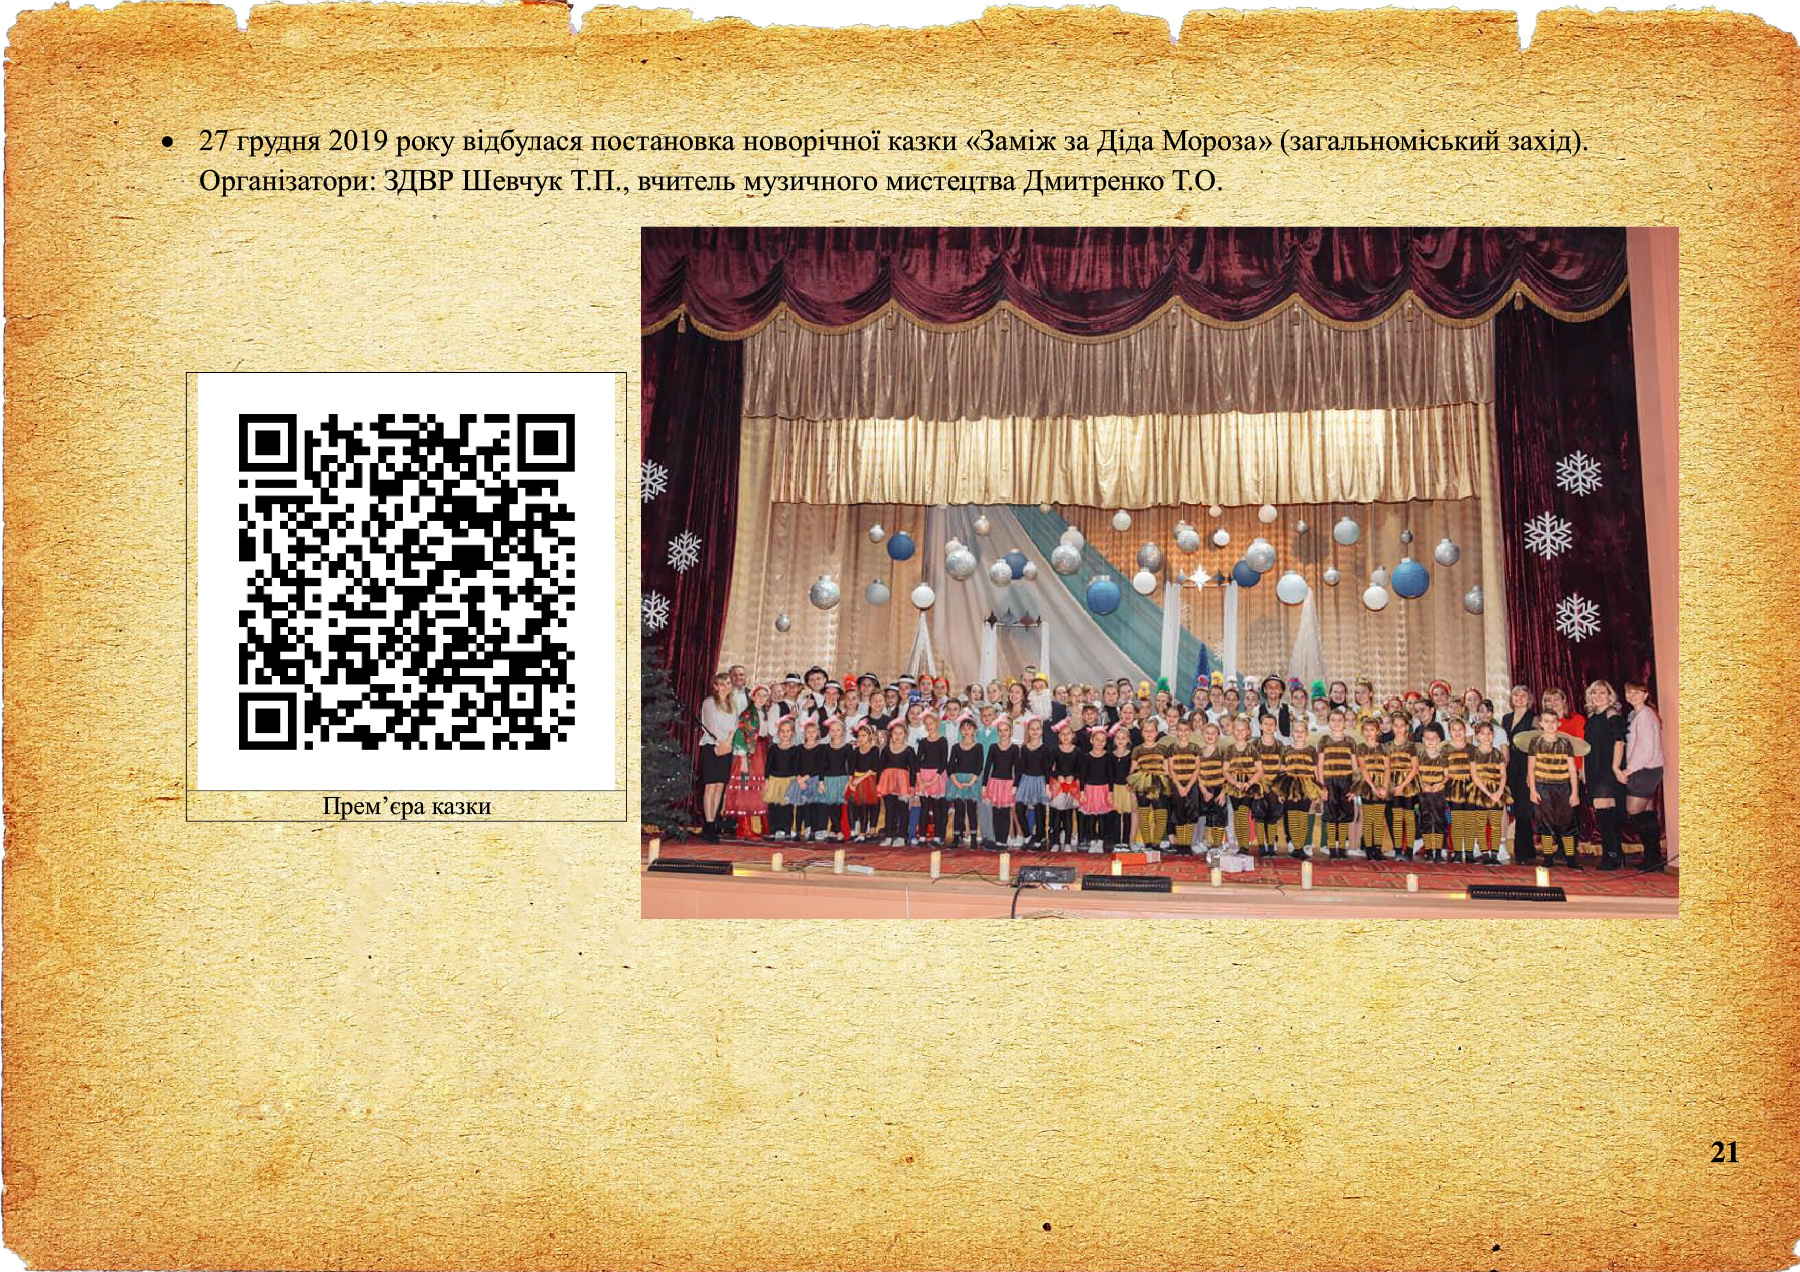 • 27 грудня 2019 року відбулася постановка новорічної казки «Заміж за Діда Мороза» (загальноміський захід).
Організатори: ЗДВР Шевчук Т.П., вчитель музичного мистецтва Дмитренко Т.О.
Прем’єра казки
21